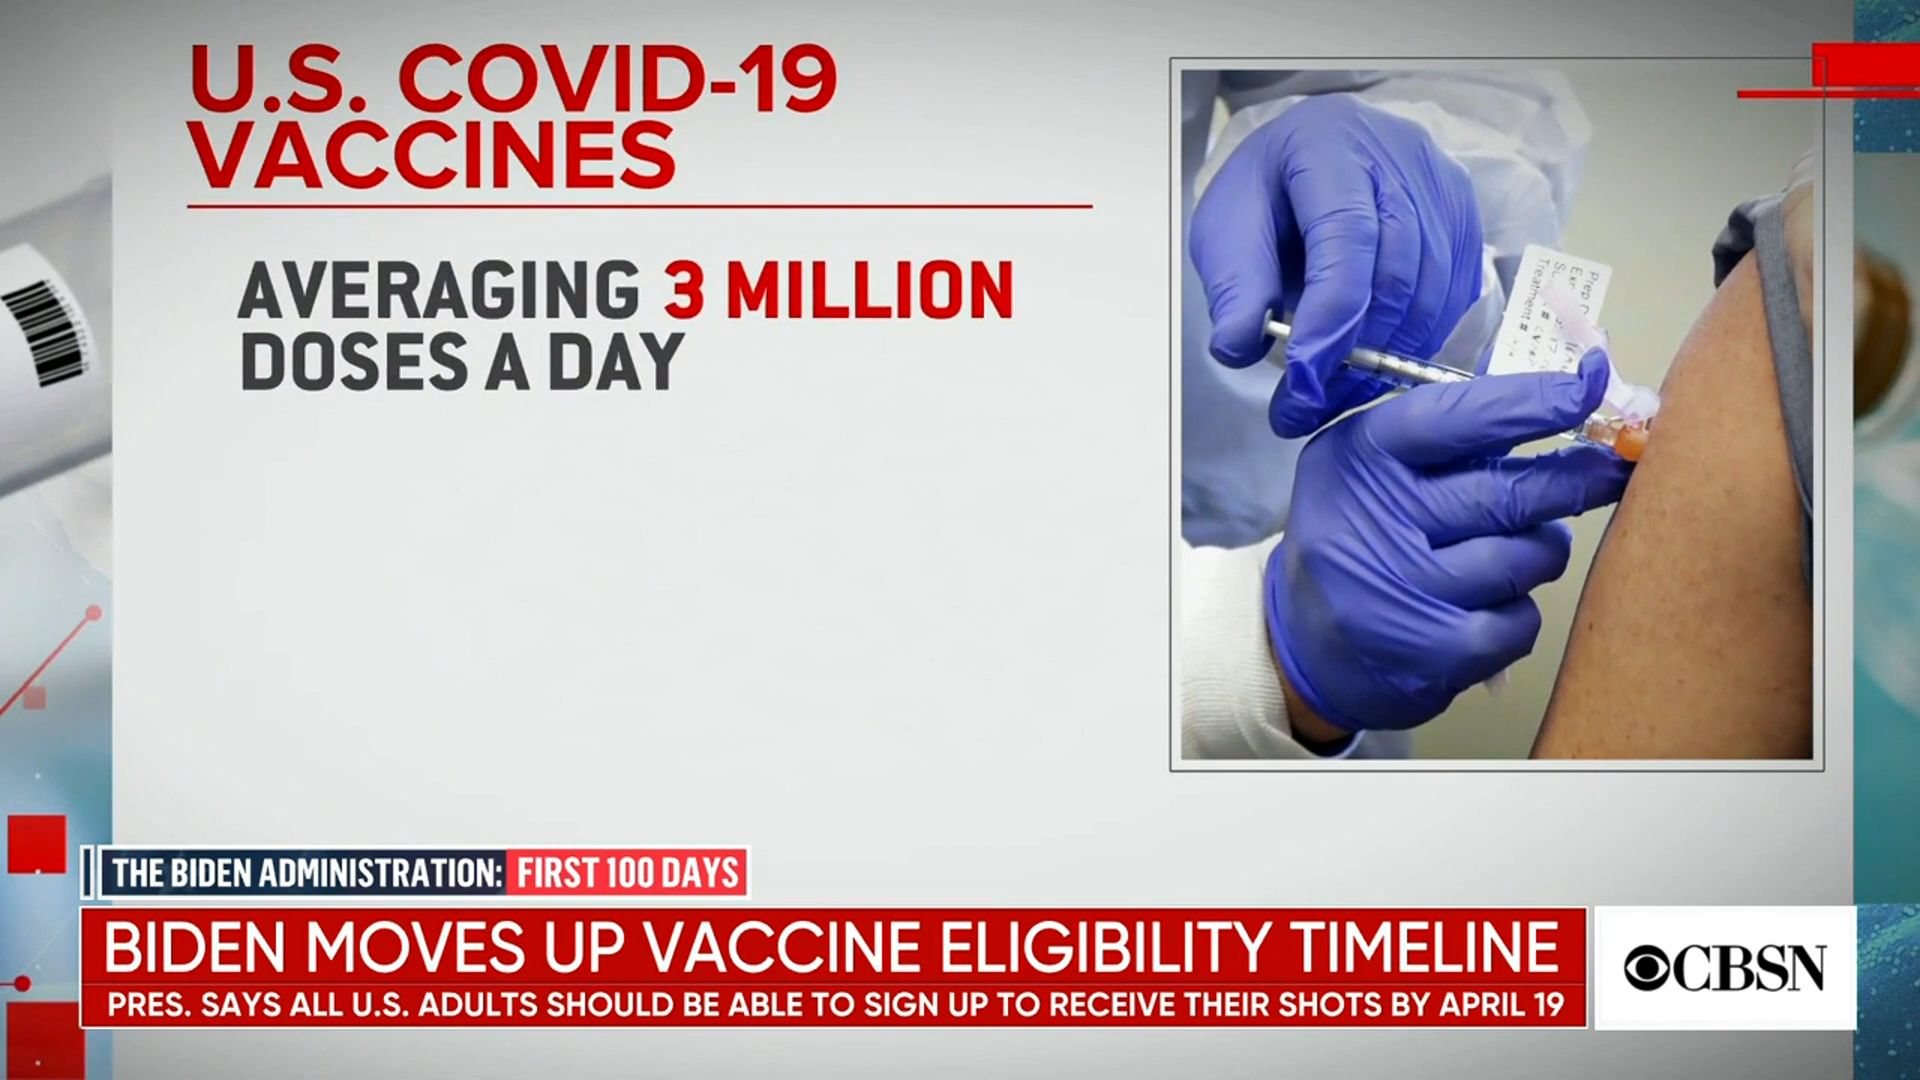 U.S. COVID-19
VACCINES
AVERAGING 3 MILLION
DOSES A DAY
Treatment #
THE BIDEN ADMINISTRATION: FIRST 100 DAYS
BIDEN MOVES UP VACCINE ELIGIBILITY TIMELINE
PRES. SAYS ALL U.S. ADULTS SHOULD BE ABLE TO SIGN UP TO RECEIVE THEIR SHOTS BY APRIL 19
CBSN